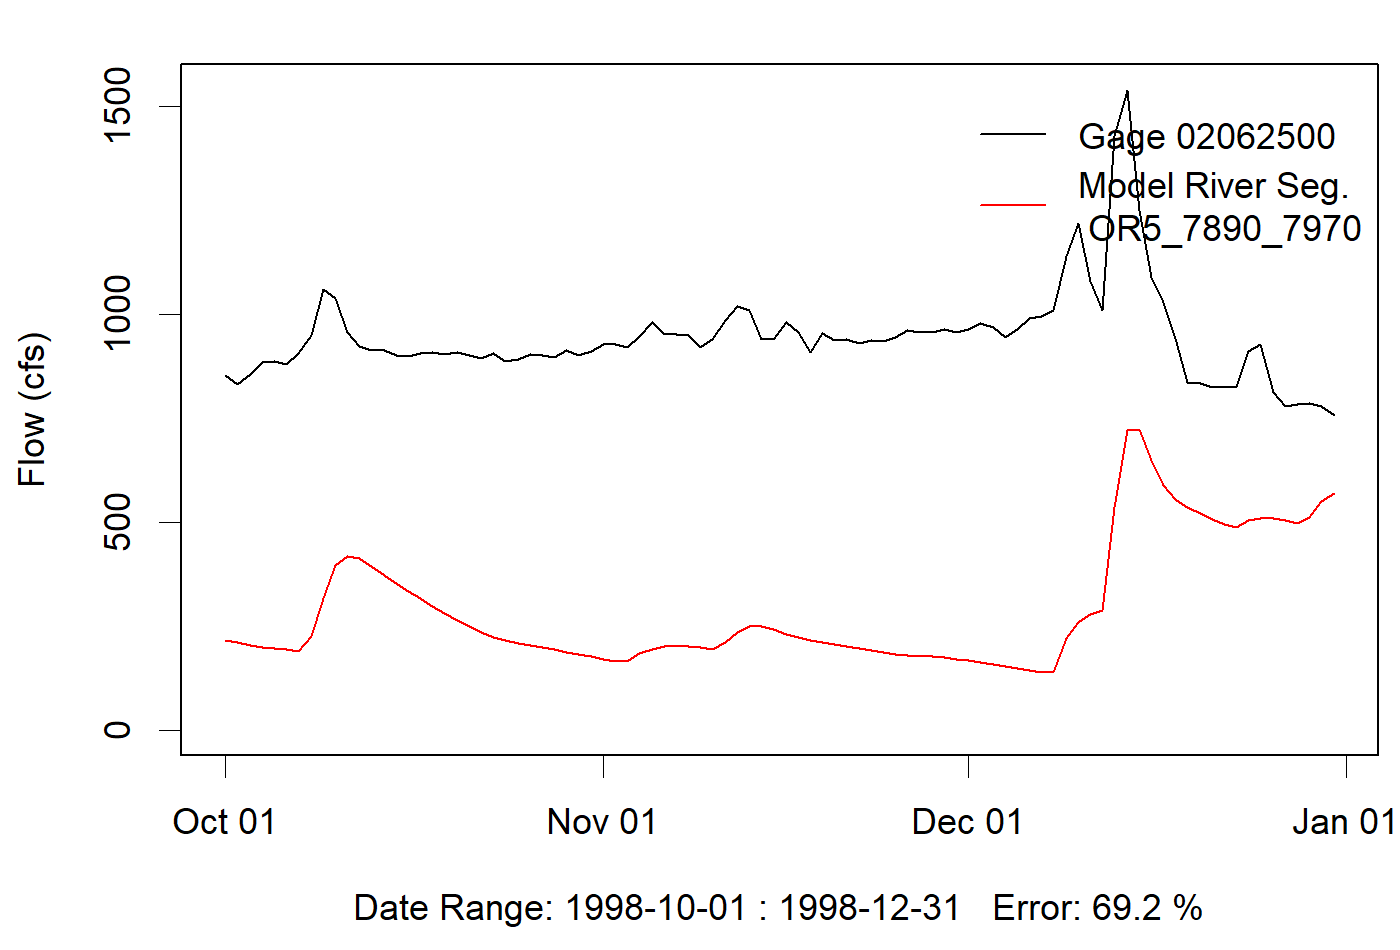 Flow (cfs)
1500
1000
500
0
Gage 02062500
Model River Seg.
OR5_7890_7970
Oct 01
Nov 01
Dec 01
Jan 01
Date Range: 1998-10-01 : 1998-12-31   Error: 69.2 %